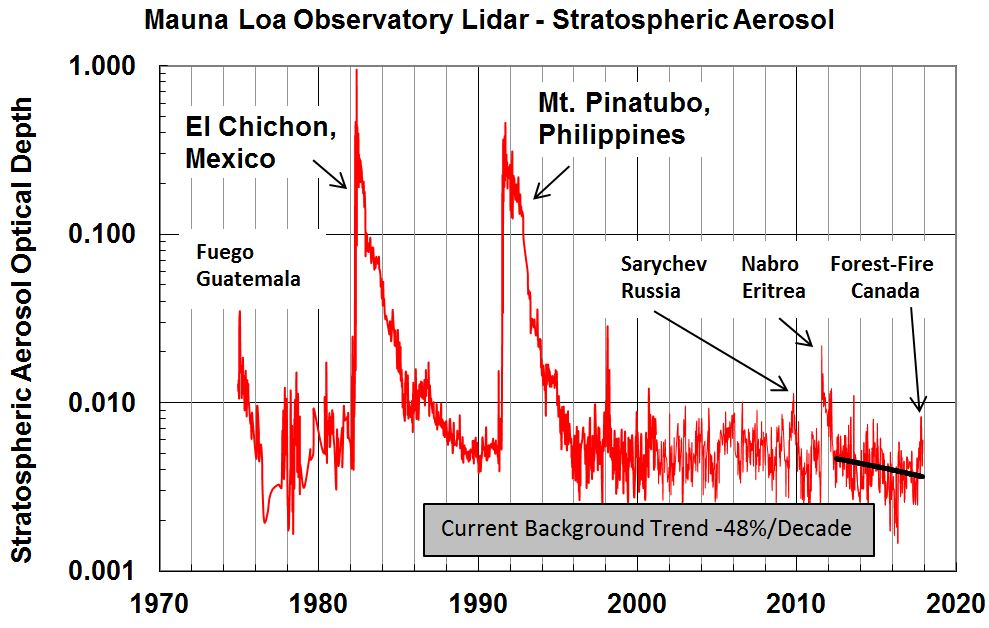 Mauna Loa Observatory Lidar - Stratospheric Aerosol
Stratospheric Aerosol Optical Depth
1.000
0.100
0.010
0.001
El Chichon,
Mexico
Mt. Pinatubo,
Philippines
Fuego
Guatemala
Sarychev
Russia
Nabro
Eritrea
Forest-Fire
Canada
Current Background Trend -48%/Decade
1970
1980
1990
2000
2010
2020